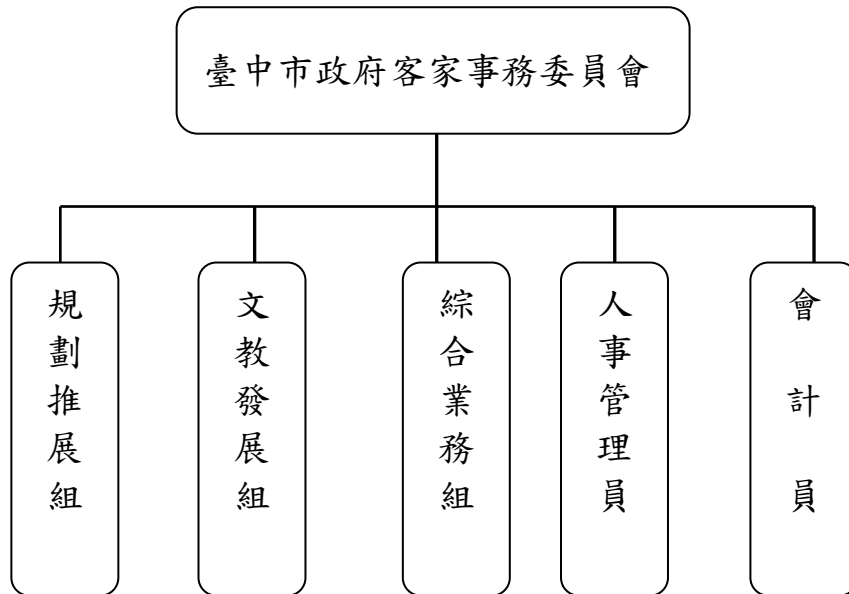 臺中市政府客家事務委員會
規劃推展組
文教發展組
綜合業務組
人事管理員
會計員